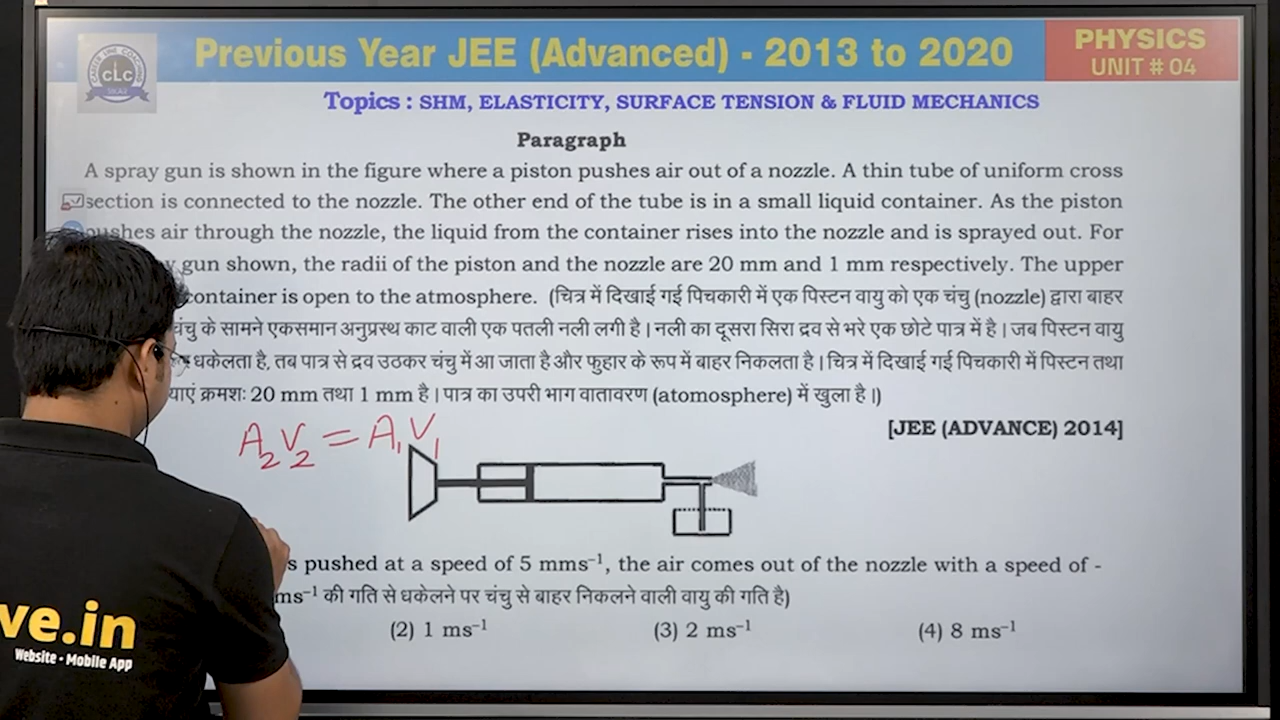 Previous Year JEE (Advanced) - 2013 to 2020
PHYSICS
UNIT # 04
CLC
Topics : SHM, ELASTICITY, SURFACE TENSION & FLUID MECHANICS
Paragraph
A spray gun is shown in the figure where a piston pushes air out of a nozzle. A thin tube of uniform cross
section is connected to the nozzle. The other end of the tube is in a small liquid container. As the piston
pushes air through the nozzle, the liquid from the container rises into the nozzle and is sprayed out. For
gun shown, the radii of the piston and the nozzle are 20 mm and 1 mm respectively. The upper
container is open to the atmosphere. (चित्र में दिखाई गई पिचकारी में एक पिस्टन वायु को एक चंचु (nozzle) द्वारा बाहर
चंचु के सामने एकसमान अनुप्रस्थ काट वाली एक पतली नली लगी है। नली का दूसरा सिरा द्रव से भरे एक छोटे पात्र में है। जब पिस्टन वायु
धकेलता है, तब पात्र से द्रव उठकर चंचु में आ जाता है और फुहार के रूप में बाहर निकलता है। चित्र में दिखाई गई पिचकारी में पिस्टन तथा
याएं क्रमशः 20 mm तथा 1 mm है। पात्र का उपरी भाग वातावरण (atomosphere) में खुला है।)
[JEE (ADVANCE) 2014]
A₂V₂ = A₁V₁
s pushed at a speed of 5 mms⁻¹, the air comes out of the nozzle with a speed of -
ms⁻¹ की गति से धकेलने पर चंचु से बाहर निकलने वाली वायु की गति है)
(2) 1 ms⁻¹ (3) 2 ms⁻¹ (4) 8 ms⁻¹
ve.in
Website • Mobile App